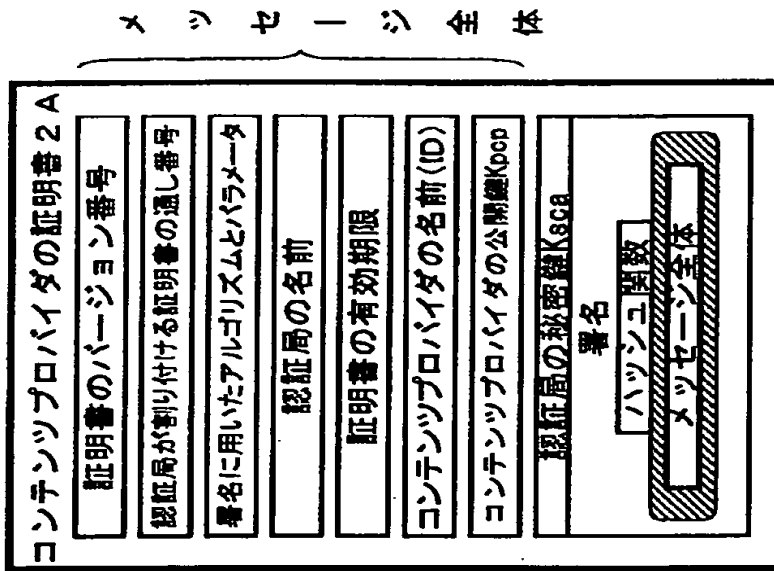 コンテンツプロバイダの証明書2A
証明書のバージョン番号
認証局が割り付ける証明書の通し番号
署名に用いたアルゴリズムとパラメータ
認証局の名前
証明書の有効期限
コンテンツプロバイダの名前(ID)
コンテンツプロバイダの公開鍵Kpcp
メッセージ全体
認証局の秘密鍵Ksca
署名
ハッシュ関数
メッセージ全体